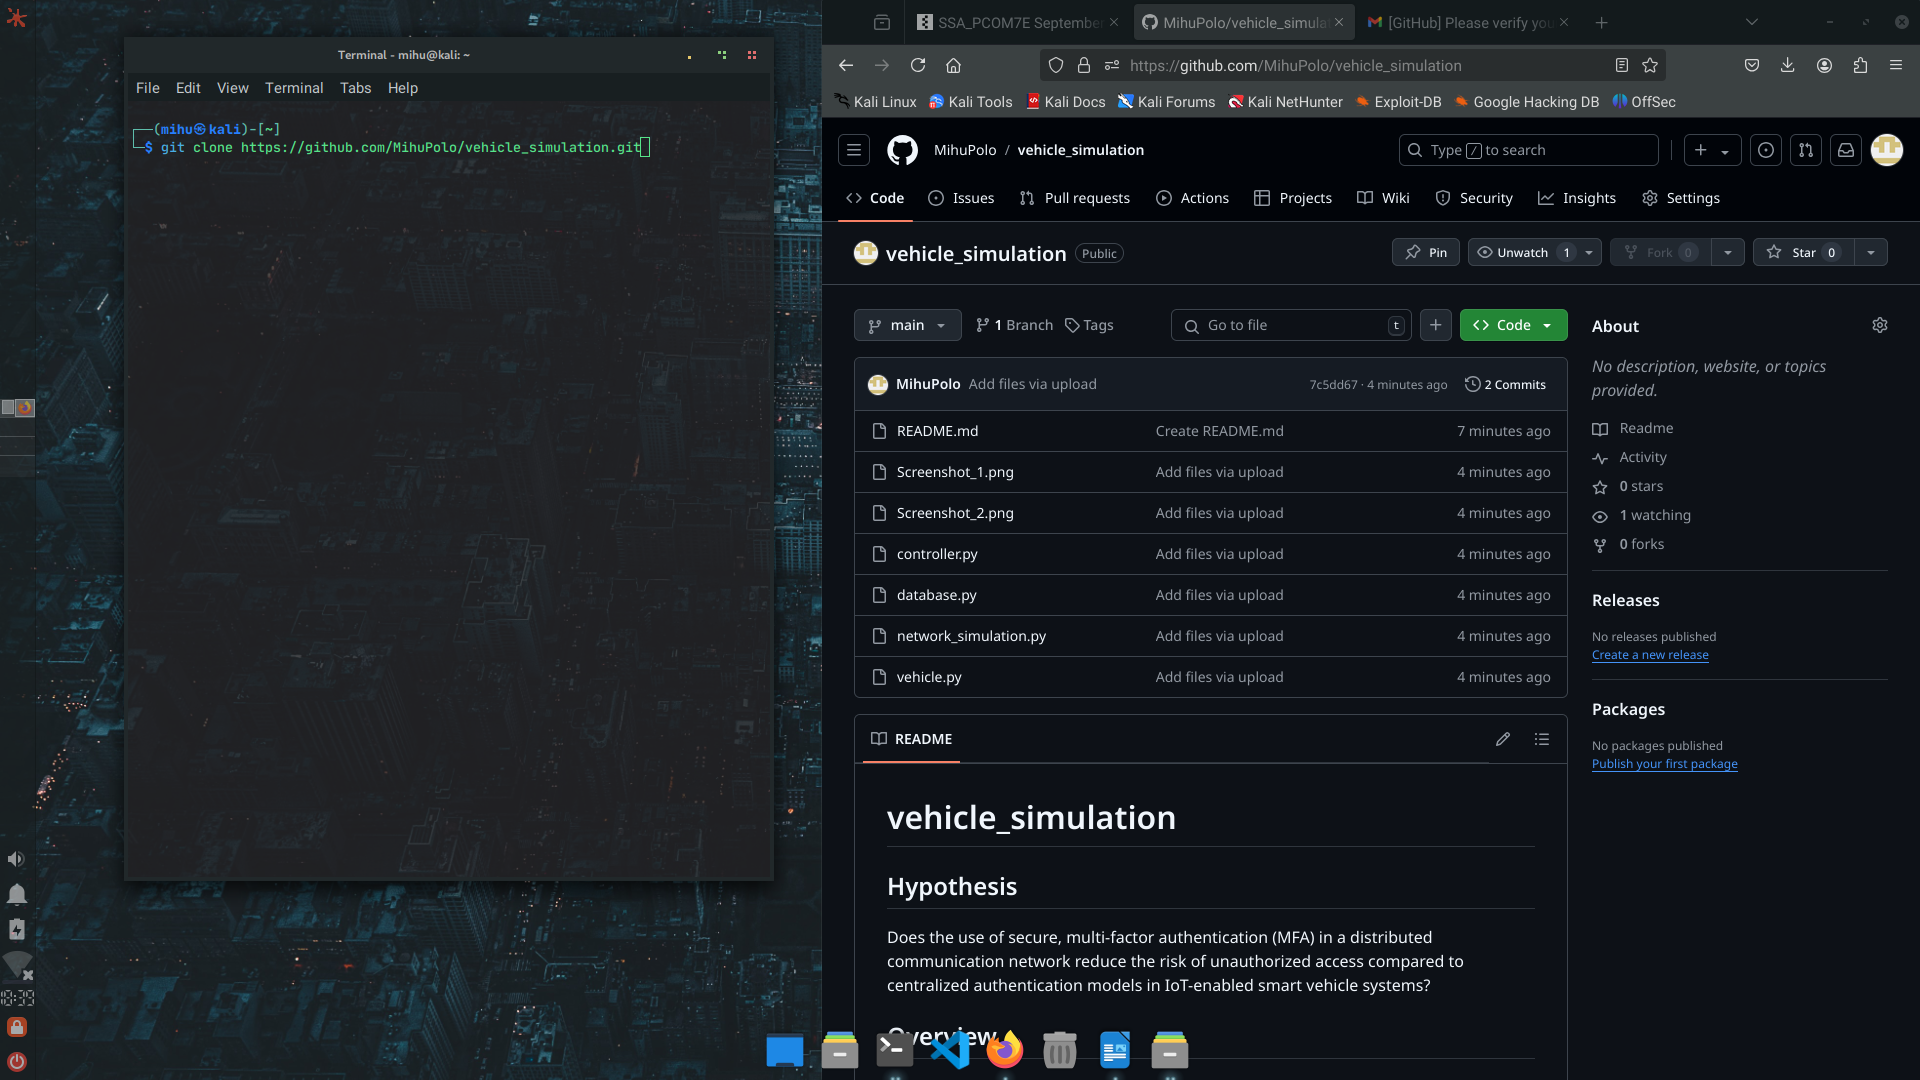 Terminal - mihu@kali: ~
File Edit View Terminal Tabs Help
(mihu㉿kali)-[~]
$ git clone https://github.com/MihuPolo/vehicle_simulation.git
SSA_PCOM7E September
MihuPolo/vehicle_simula
[GitHub] Please verify you
https://github.com/MihuPolo/vehicle_simulation
Kali Linux Kali Tools Kali Docs Kali Forums Kali NetHunter Exploit-DB Google Hacking DB OffSec
MihuPolo / vehicle_simulation
Type / to search
Code Issues Pull requests Actions Projects Wiki Security Insights Settings
vehicle_simulation Public
Pin Unwatch 1 Fork 0 Star 0
main 1 Branch Tags Go to file t + Code
MihuPolo Add files via upload 7c5dd67 · 4 minutes ago 2 Commits
README.md Create README.md 7 minutes ago
Screenshot_1.png Add files via upload 4 minutes ago
Screenshot_2.png Add files via upload 4 minutes ago
controller.py Add files via upload 4 minutes ago
database.py Add files via upload 4 minutes ago
network_simulation.py Add files via upload 4 minutes ago
vehicle.py Add files via upload 4 minutes ago
README
vehicle_simulation
Hypothesis
Does the use of secure, multi-factor authentication (MFA) in a distributed
communication network reduce the risk of unauthorized access compared to
centralized authentication models in IoT-enabled smart vehicle systems?
Overview
About
No description, website, or topics
provided.
Readme
Activity
0 stars
1 watching
0 forks
Releases
No releases published
Create a new release
Packages
No packages published
Publish your first package